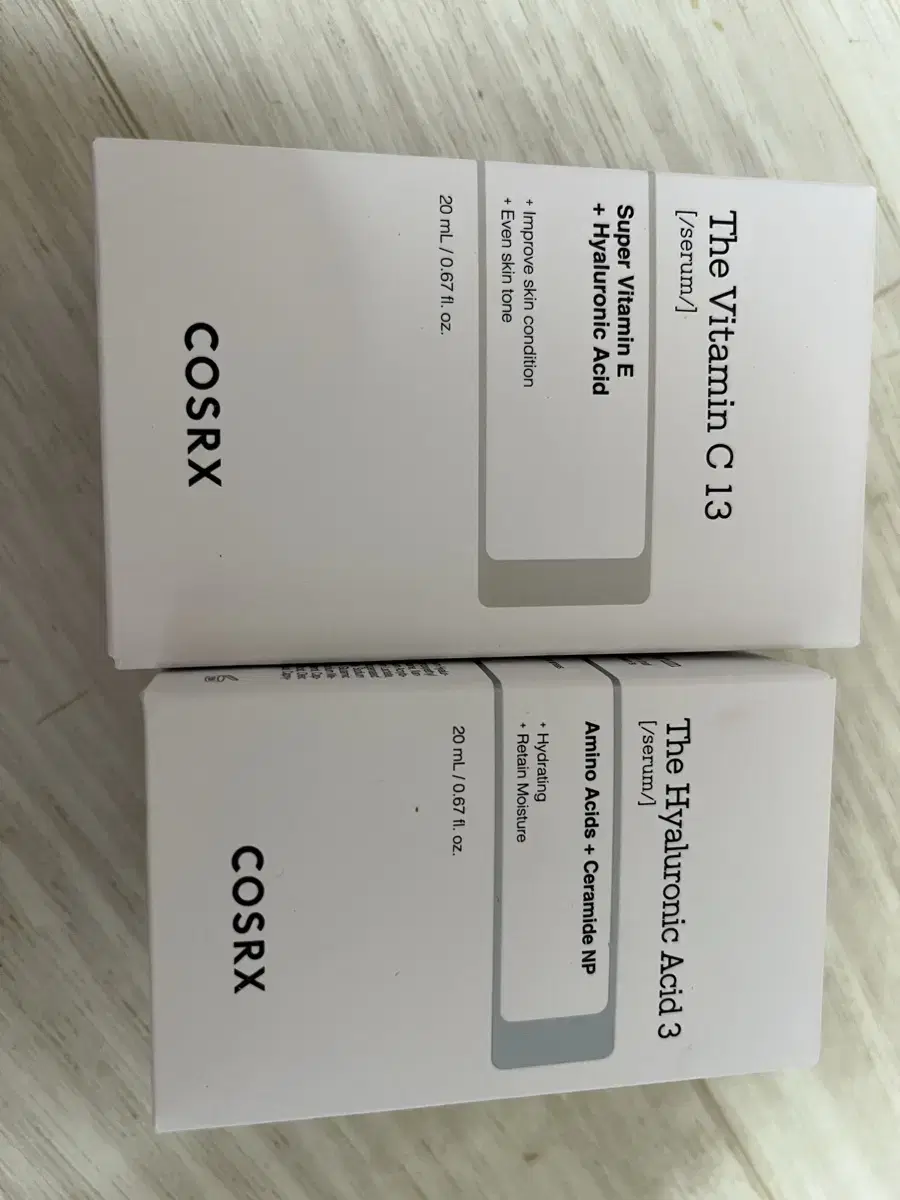 The Vitamin C 13
[/serum/]
Super Vitamin E
+ Hyaluronic Acid
+ Improve skin condition
+ Even skin tone
20 mL / 0.67 fl. oz.
COSRX
The Hyaluronic Acid 3
[/serum/]
Amino Acids + Ceramide NP
+ Hydrating
+ Retain Moisture
20 mL / 0.67 fl. oz.
COSRX